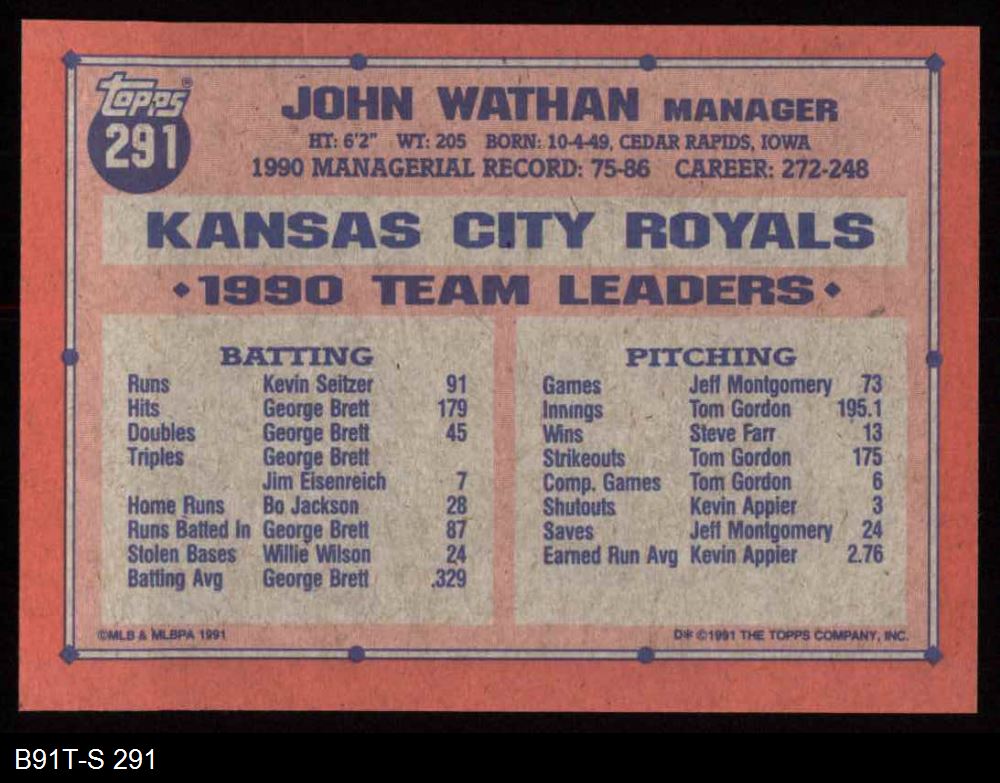 topps®
291
JOHN WATHAN MANAGER
HT: 6'2" WT: 205 BORN: 10-4-49, CEDAR RAPIDS, IOWA
1990 MANAGERIAL RECORD: 75-86 CAREER: 272-248
KANSAS CITY ROYALS
•1990 TEAM LEADERS•
BATTING
Runs Kevin Seitzer 91
Hits George Brett 179
Doubles George Brett 45
Triples George Brett
Jim Eisenreich 7
Home Runs Bo Jackson 28
Runs Batted In George Brett 87
Stolen Bases Willie Wilson 24
Batting Avg George Brett .329
PITCHING
Games Jeff Montgomery 73
Innings Tom Gordon 195.1
Wins Steve Farr 13
Strikeouts Tom Gordon 175
Comp. Games Tom Gordon 6
Shutouts Kevin Appier 3
Saves Jeff Montgomery 24
Earned Run Avg Kevin Appier 2.76
©MLB & MLBPA 1991
D* ©1991 THE TOPPS COMPANY, INC.
B91T-S 291